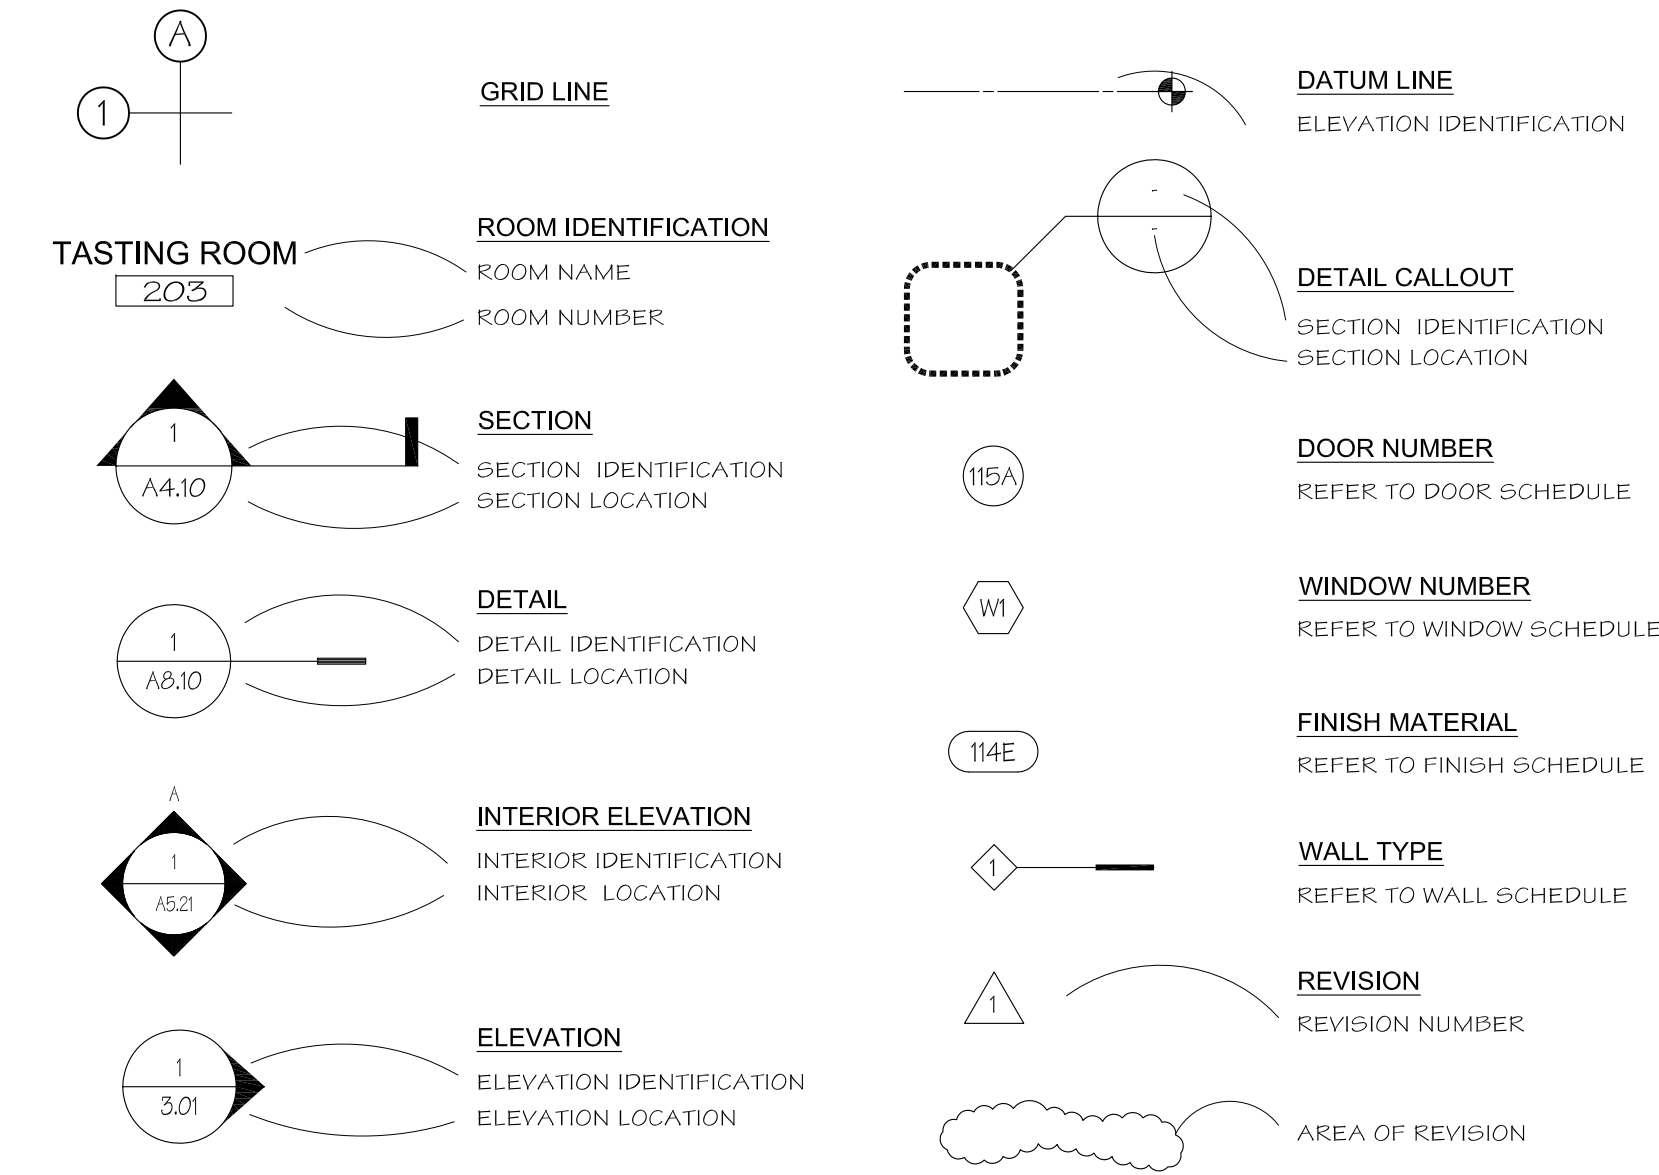 A
1
GRID LINE
TASTING ROOM
203
ROOM IDENTIFICATION
ROOM NAME
ROOM NUMBER
1
A4.10
SECTION
SECTION IDENTIFICATION
SECTION LOCATION
1
A8.10
DETAIL
DETAIL IDENTIFICATION
DETAIL LOCATION
A
1
A5.21
INTERIOR ELEVATION
INTERIOR IDENTIFICATION
INTERIOR LOCATION
1
3.01
ELEVATION
ELEVATION IDENTIFICATION
ELEVATION LOCATION
DATUM LINE
ELEVATION IDENTIFICATION
-
-
DETAIL CALLOUT
SECTION IDENTIFICATION
SECTION LOCATION
115A
DOOR NUMBER
REFER TO DOOR SCHEDULE
W1
WINDOW NUMBER
REFER TO WINDOW SCHEDULE
114E
FINISH MATERIAL
REFER TO FINISH SCHEDULE
1
WALL TYPE
REFER TO WALL SCHEDULE
1
REVISION
REVISION NUMBER
AREA OF REVISION